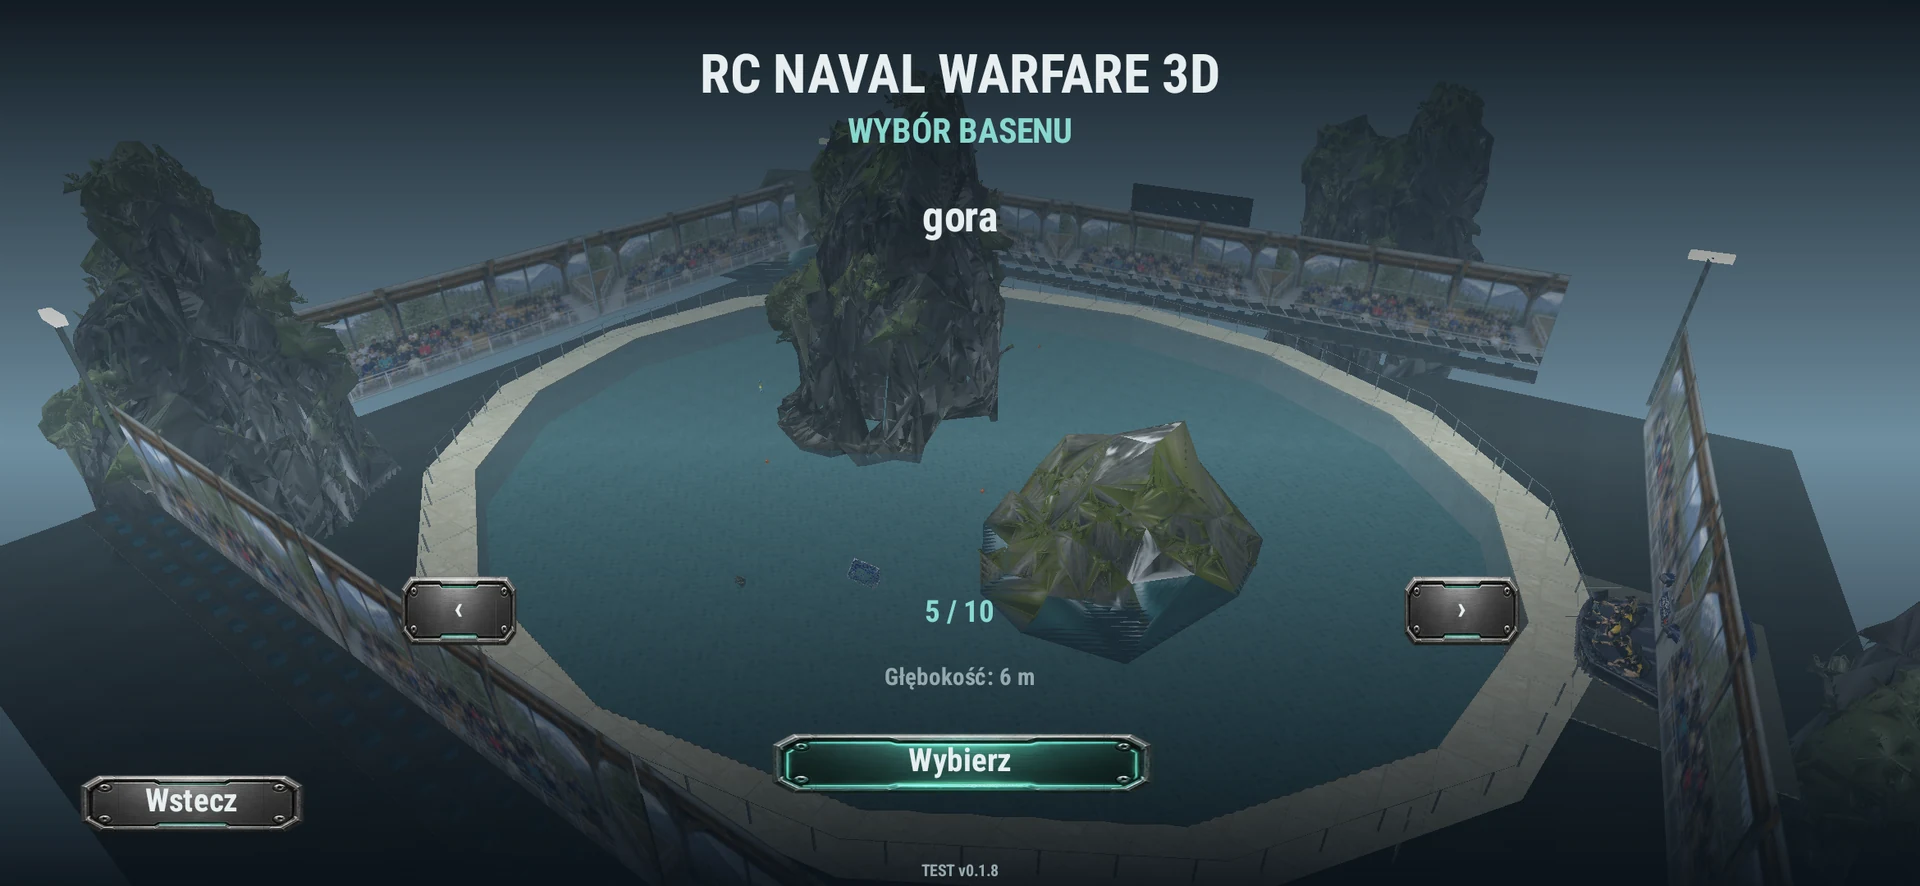 RC NAVAL WARFARE 3D
WYBÓR BASENU
gora
‹
›
5 / 10
Głębokość: 6 m
Wybierz
Wstecz
TEST v0.1.8